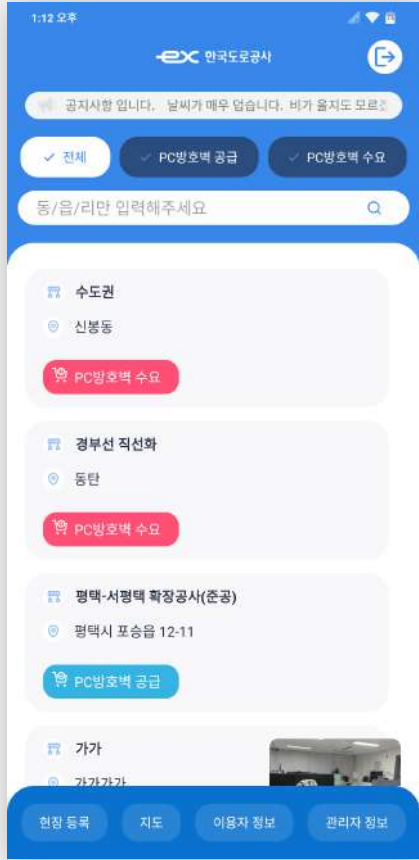 1:12 오후
ex 한국도로공사
공지사항 입니다. 날씨가 매우 덥습니다. 비가 올지도 모르겠
전체 PC방호벽 공급 PC방호벽 수요
동/읍/리만 입력해주세요
수도권
신봉동
PC방호벽 수요
경부선 직선화
동탄
PC방호벽 수요
평택-서평택 확장공사(준공)
평택시 포승읍 12-11
PC방호벽 공급
가가
가가가가
현장 등록 지도 이용자 정보 관리자 정보